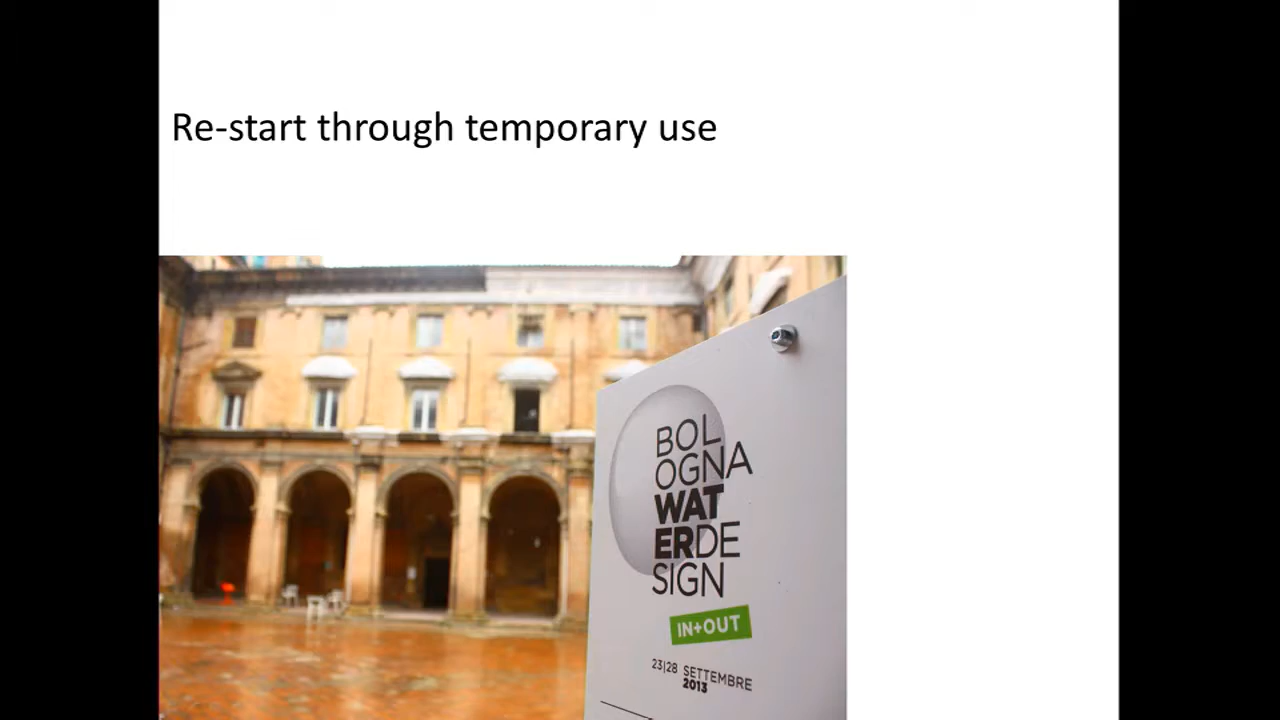 Re-start through temporary use
BOL
OGNA
WAT
ERDE
SIGN
IN+OUT
23|28 SETTEMBRE
2013